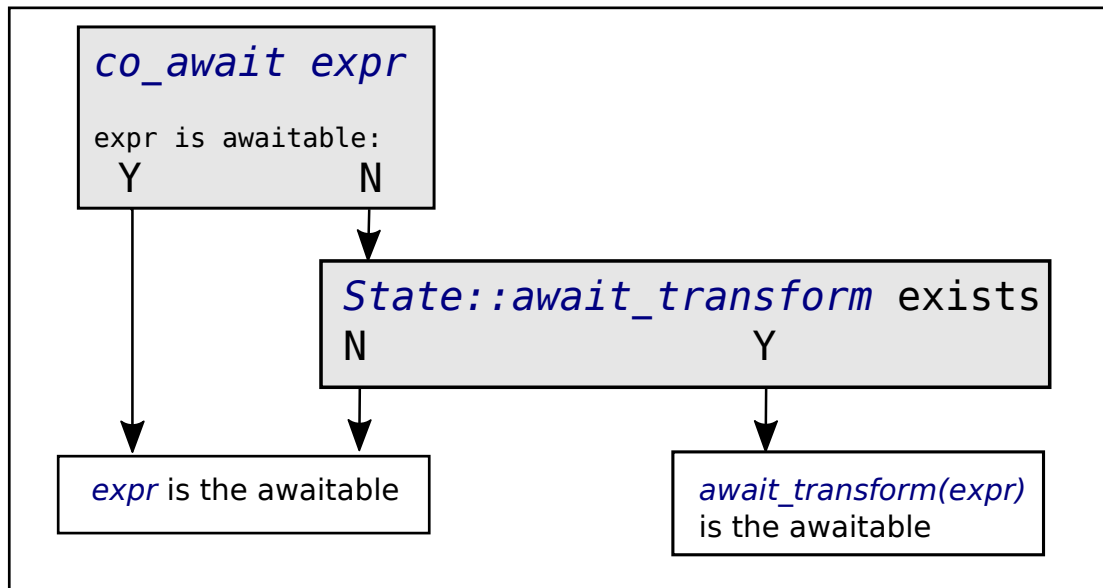 co_await expr
expr is awaitable:
Y N
State::await_transform exists
N Y
expr is the awaitable
await_transform(expr)
is the awaitable